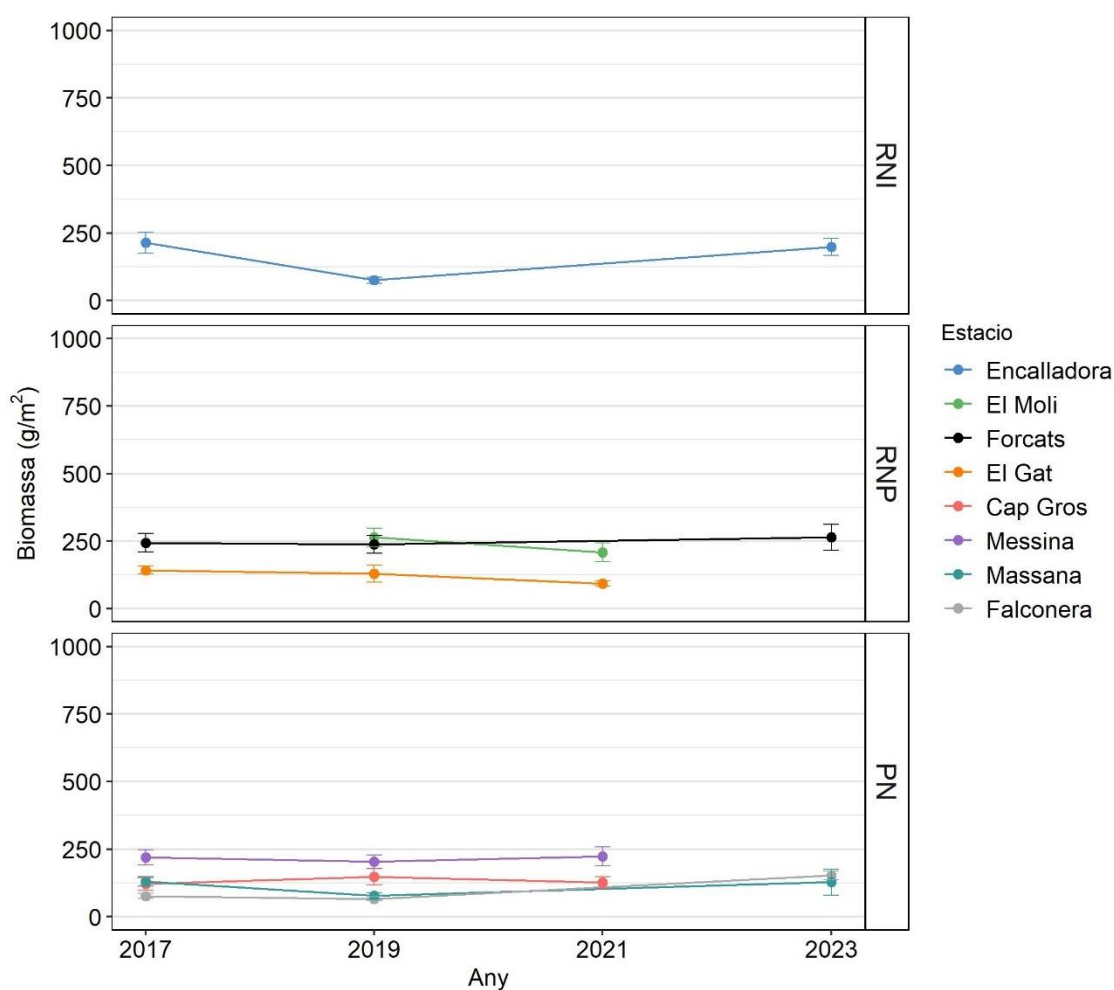 1000
750
500
250
0
RNI
1000
750
500
250
0
RNP
1000
750
500
250
0
PN
Biomassa (g/m²)
2017
2019
2021
2023
Any
Estacio
Encalladora
El Moli
Forcats
El Gat
Cap Gros
Messina
Massana
Falconera